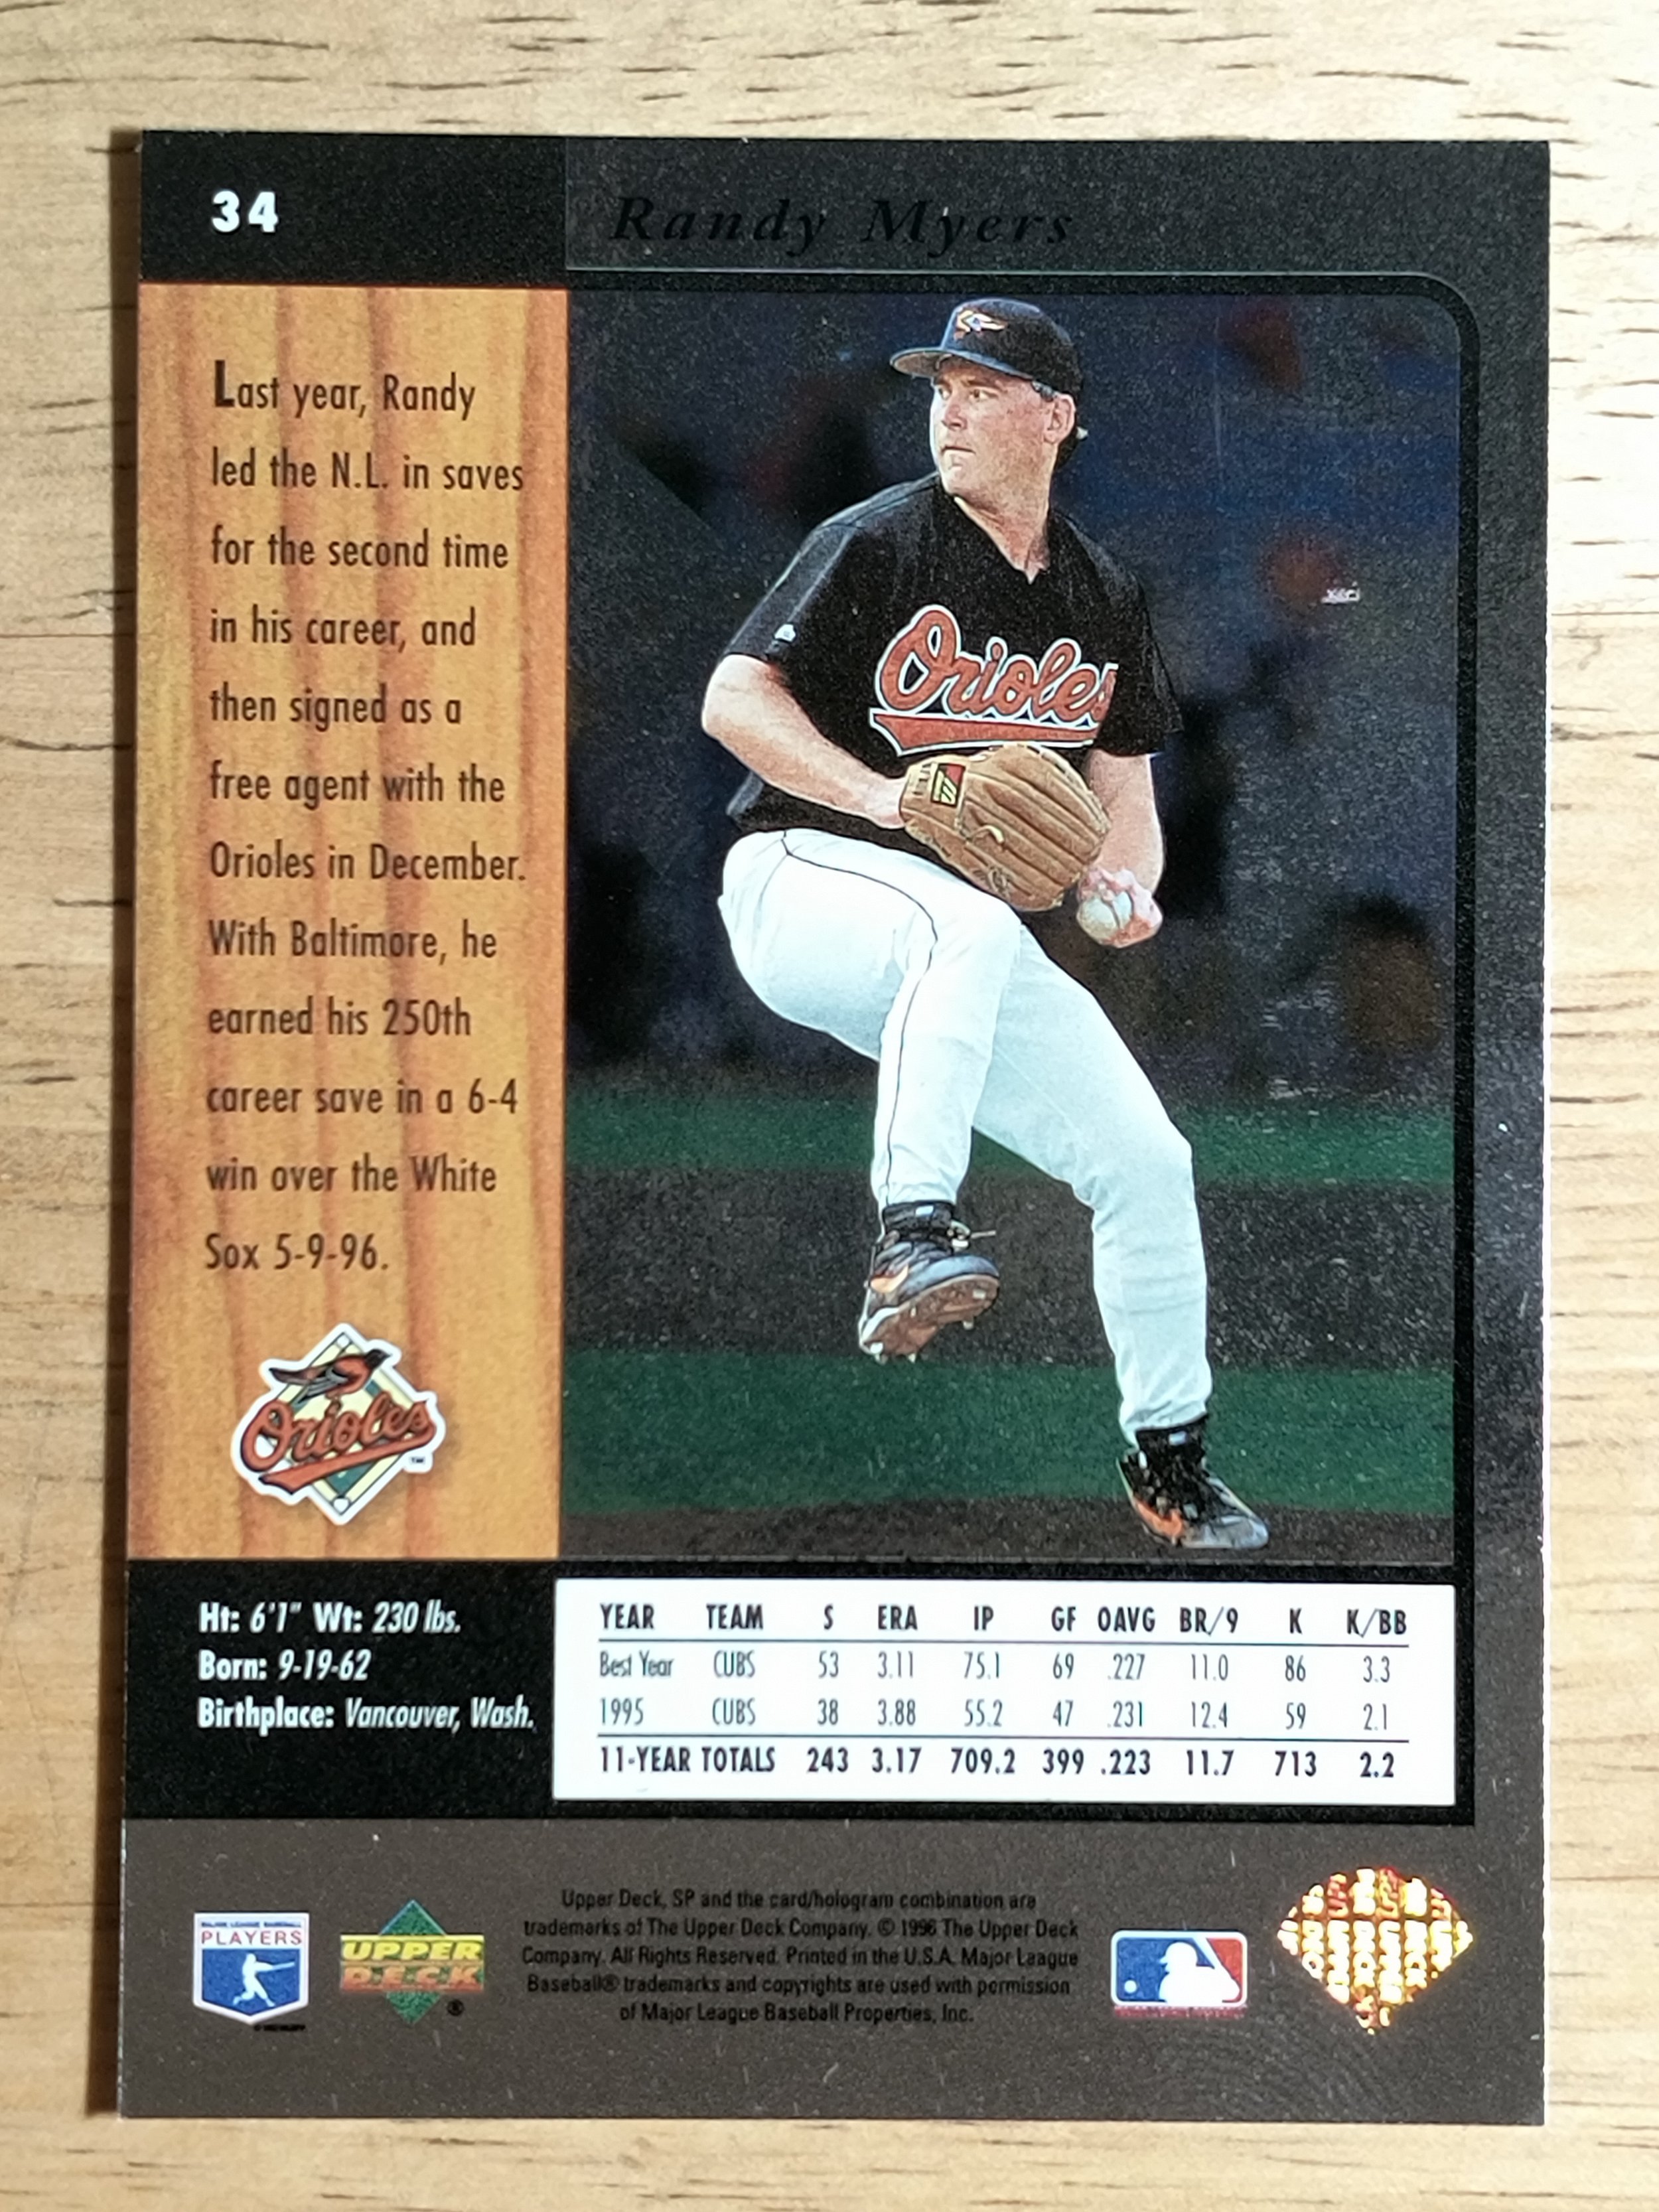 34
Randy Myers
Last year, Randy
led the N.L. in saves
for the second time
in his career, and
then signed as a
free agent with the
Orioles in December.
With Baltimore, he
earned his 250th
career save in a 6-4
win over the White
Sox 5-9-96.
Orioles
Orioles TM
Ht: 6'1" Wt: 230 lbs.
Born: 9-19-62
Birthplace: Vancouver, Wash.
YEAR TEAM S ERA IP GF OAVG BR/9 K K/BB
Best Year CUBS 53 3.11 75.1 69 .227 11.0 86 3.3
1995 CUBS 38 3.88 55.2 47 .231 12.4 59 2.1
11-YEAR TOTALS 243 3.17 709.2 399 .223 11.7 713 2.2
MAJOR LEAGUE BASEBALL
PLAYERS
UPPER
DECK
®
Upper Deck, SP and the card/hologram combination are
trademarks of The Upper Deck Company. © 1996 The Upper Deck
Company. All Rights Reserved. Printed in the U.S.A. Major League
Baseball® trademarks and copyrights are used with permission
of Major League Baseball Properties, Inc.